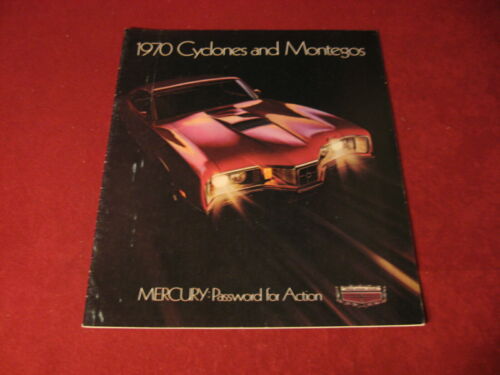 1970 Cyclones and Montegos
MERCURY: Password for Action